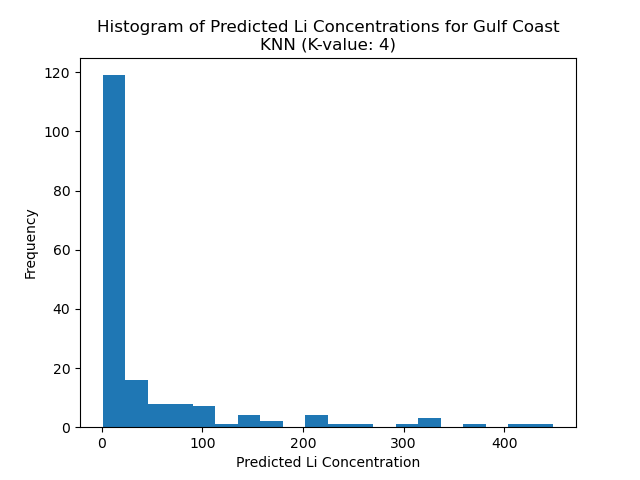 Histogram of Predicted Li Concentrations for Gulf Coast
KNN (K-value: 4)
120
100
80
60
40
20
0
Frequency
0 100 200 300 400
Predicted Li Concentration